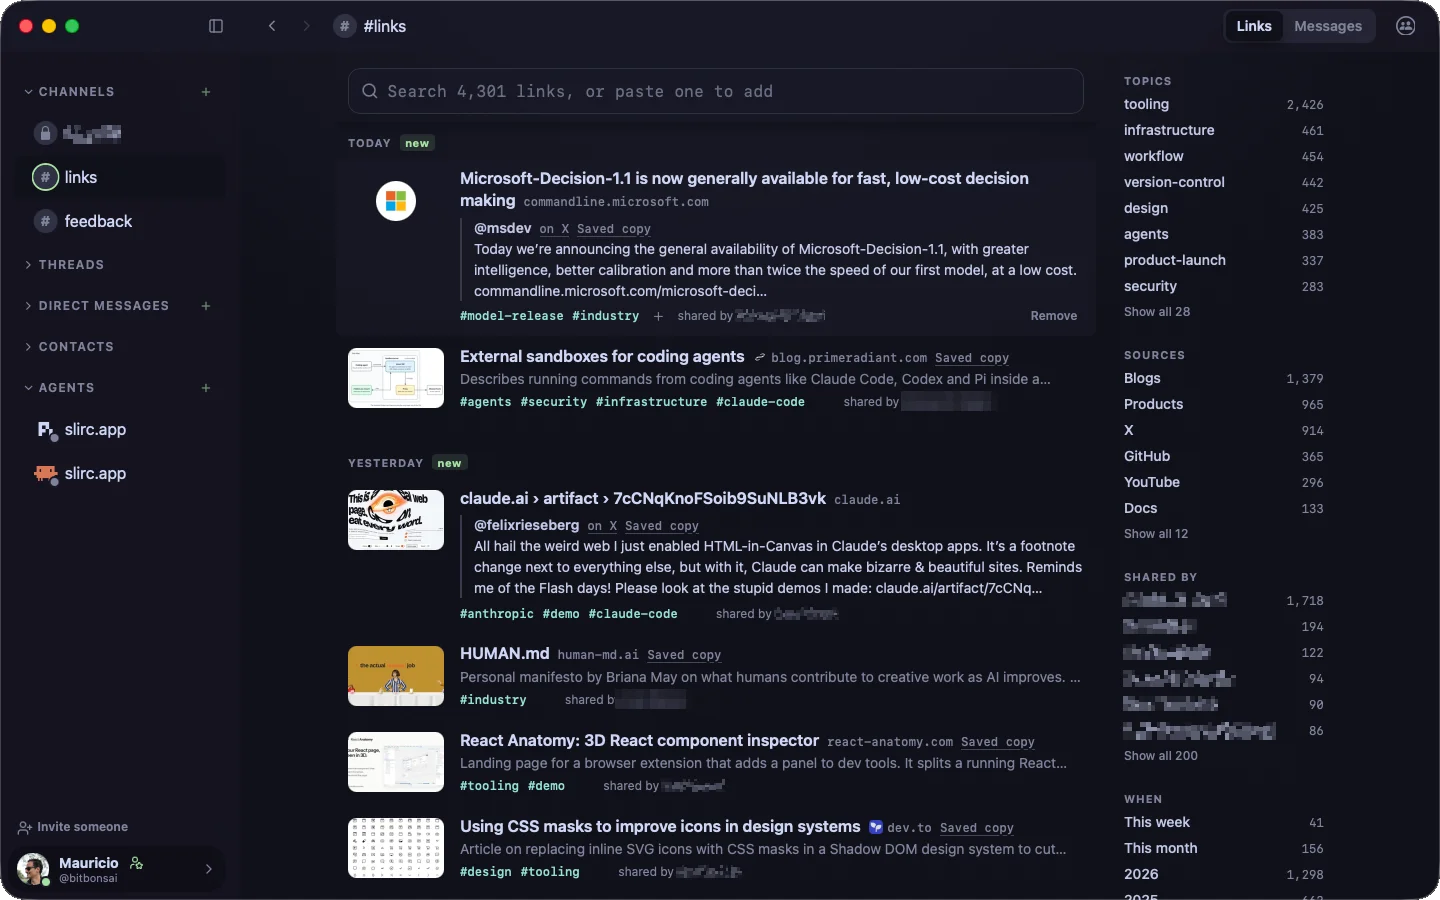 #links
Links
Messages
CHANNELS
links
feedback
THREADS
DIRECT MESSAGES
CONTACTS
AGENTS
slirc.app
slirc.app
Invite someone
Mauricio
@bitbonsai
Search 4,301 links, or paste one to add
TODAY new
Microsoft-Decision-1.1 is now generally available for fast, low-cost decision
making commandline.microsoft.com
@msdev on X Saved copy
Today we're announcing the general availability of Microsoft-Decision-1.1, with greater
intelligence, better calibration and more than twice the speed of our first model, at a low cost.
commandline.microsoft.com/microsoft-deci…
#model-release #industry + shared by
Remove
External sandboxes for coding agents blog.primeradiant.com Saved copy
Describes running commands from coding agents like Claude Code, Codex and Pi inside a…
#agents #security #infrastructure #claude-code shared by
YESTERDAY new
claude.ai › artifact › 7cCNqKnoFSoib9SuNLB3vk claude.ai
@felixrieseberg on X Saved copy
All hail the weird web I just enabled HTML-in-Canvas in Claude's desktop apps. It's a footnote
change next to everything else, but with it, Claude can make bizarre & beautiful sites. Reminds
me of the Flash days! Please look at the stupid demos I made: claude.ai/artifact/7cCNq…
#anthropic #demo #claude-code shared by
the actual job
HUMAN.md human-md.ai Saved copy
Personal manifesto by Briana May on what humans contribute to creative work as AI improves. …
#industry shared b
React Anatomy: 3D React component inspector react-anatomy.com Saved copy
Landing page for a browser extension that adds a panel to dev tools. It splits a running React…
#tooling #demo shared by
Using CSS masks to improve icons in design systems dev.to Saved copy
Article on replacing inline SVG icons with CSS masks in a Shadow DOM design system to cut…
#design #tooling shared by
TOPICS
tooling 2,426
infrastructure 461
workflow 454
version-control 442
design 425
agents 383
product-launch 337
security 283
Show all 28
SOURCES
Blogs 1,379
Products 965
X 914
GitHub 365
YouTube 296
Docs 133
Show all 12
SHARED BY
1,718
194
122
94
90
86
Show all 200
WHEN
This week 41
This month 156
2026 1,298
2025